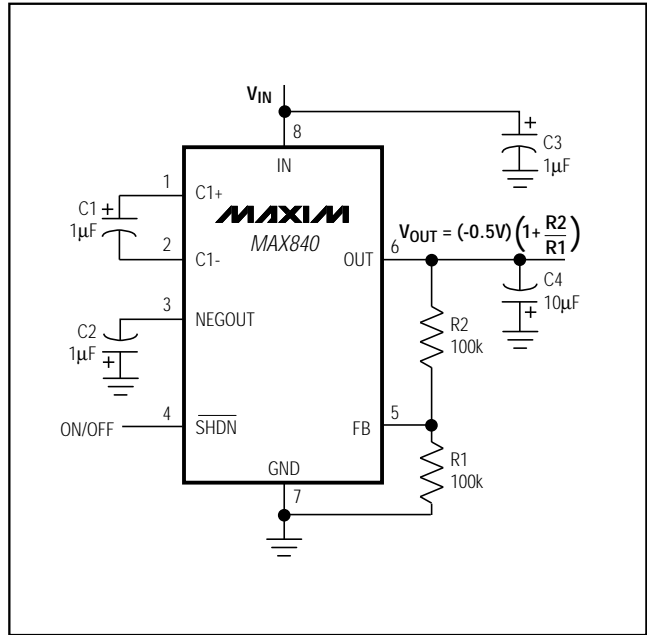 VIN
8
IN
+
C3
1µF
1
C1+
C1
+
1µF
MAXIM
MAX840
2
C1-
6
OUT
VOUT = (-0.5V) (1+ R2/R1)
C4
10µF
+
3
NEGOUT
C2
1µF
+
R2
100k
4
SHDN
ON/OFF
5
FB
R1
100k
GND
7